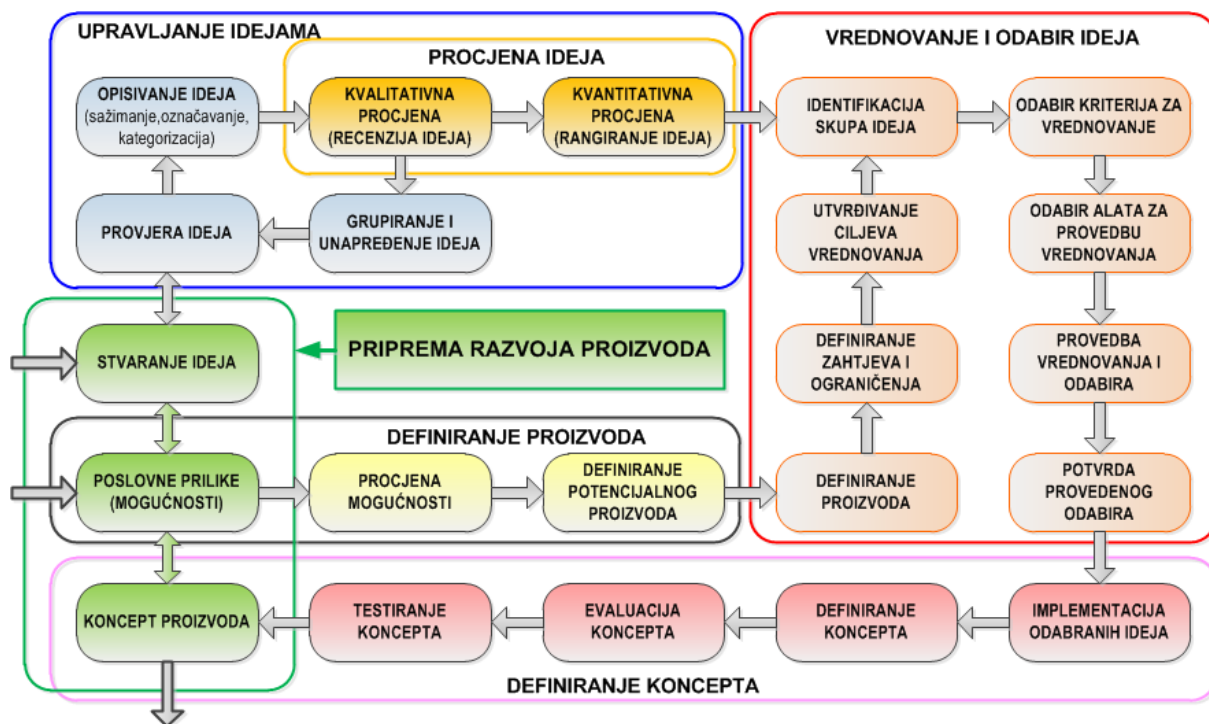 UPRAVLJANJE IDEJAMA
PROCJENA IDEJA
OPISIVANJE IDEJA
(sažimanje,označavanje,
kategorizacija)
KVALITATIVNA
PROCJENA
(RECENZIJA IDEJA)
KVANTITATIVNA
PROCJENA
(RANGIRANJE IDEJA)
PROVJERA IDEJA
GRUPIRANJE I
UNAPREĐENJE IDEJA
VREDNOVANJE I ODABIR IDEJA
IDENTIFIKACIJA
SKUPA IDEJA
ODABIR KRITERIJA ZA
VREDNOVANJE
UTVRĐIVANJE
CILJEVA
VREDNOVANJA
ODABIR ALATA ZA
PROVEDBU
VREDNOVANJA
STVARANJE IDEJA
PRIPREMA RAZVOJA PROIZVODA
DEFINIRANJE
ZAHTJEVA I
OGRANIČENJA
PROVEDBA
VREDNOVANJA I
ODABIRA
DEFINIRANJE PROIZVODA
POSLOVNE PRILIKE
(MOGUĆNOSTI)
PROCJENA
MOGUĆNOSTI
DEFINIRANJE
POTENCIJALNOG
PROIZVODA
DEFINIRANJE
PROIZVODA
POTVRDA
PROVEDENOG
ODABIRA
KONCEPT PROIZVODA
TESTIRANJE
KONCEPTA
EVALUACIJA
KONCEPTA
DEFINIRANJE
KONCEPTA
IMPLEMENTACIJA
ODABRANIH IDEJA
DEFINIRANJE KONCEPTA